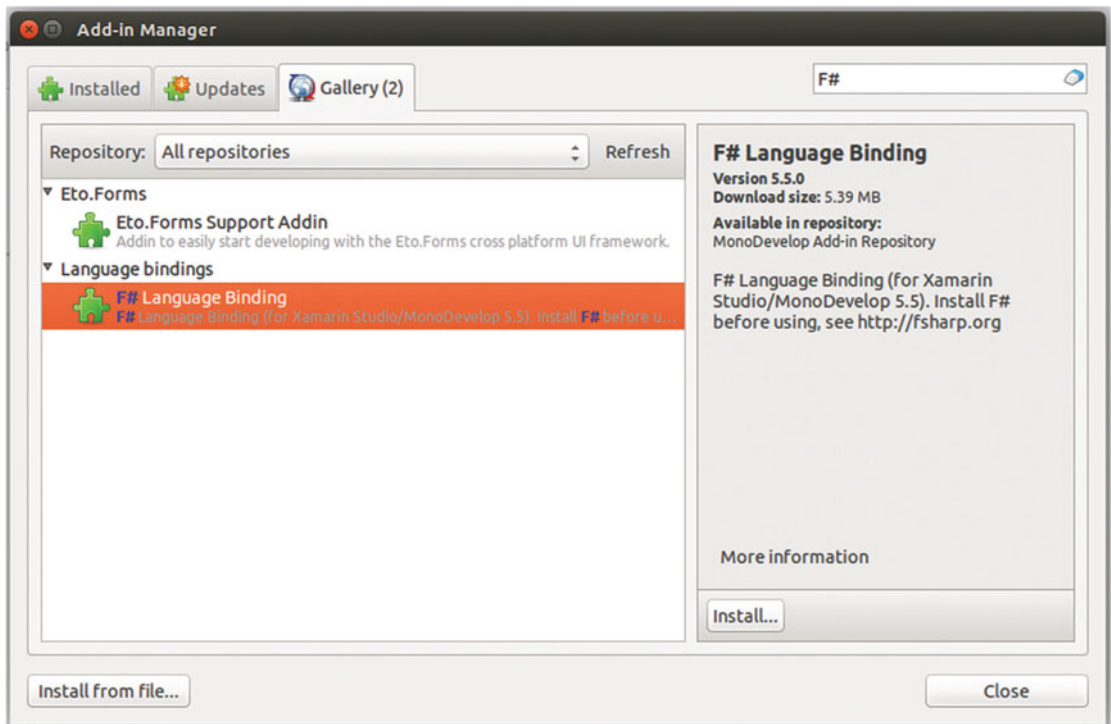 Add-in Manager
Installed
Updates
Gallery (2)
F#
Repository: All repositories Refresh
Eto.Forms
Eto.Forms Support Addin
Addin to easily start developing with the Eto.Forms cross platform UI framework.
Language bindings
F# Language Binding
F# Language Binding (for Xamarin Studio/MonoDevelop 5.5). Install F# before u...
F# Language Binding
Version 5.5.0
Download size: 5.39 MB
Available in repository:
MonoDevelop Add-in Repository
F# Language Binding (for Xamarin
Studio/MonoDevelop 5.5). Install F#
before using, see http://fsharp.org
More information
Install...
Install from file...
Close